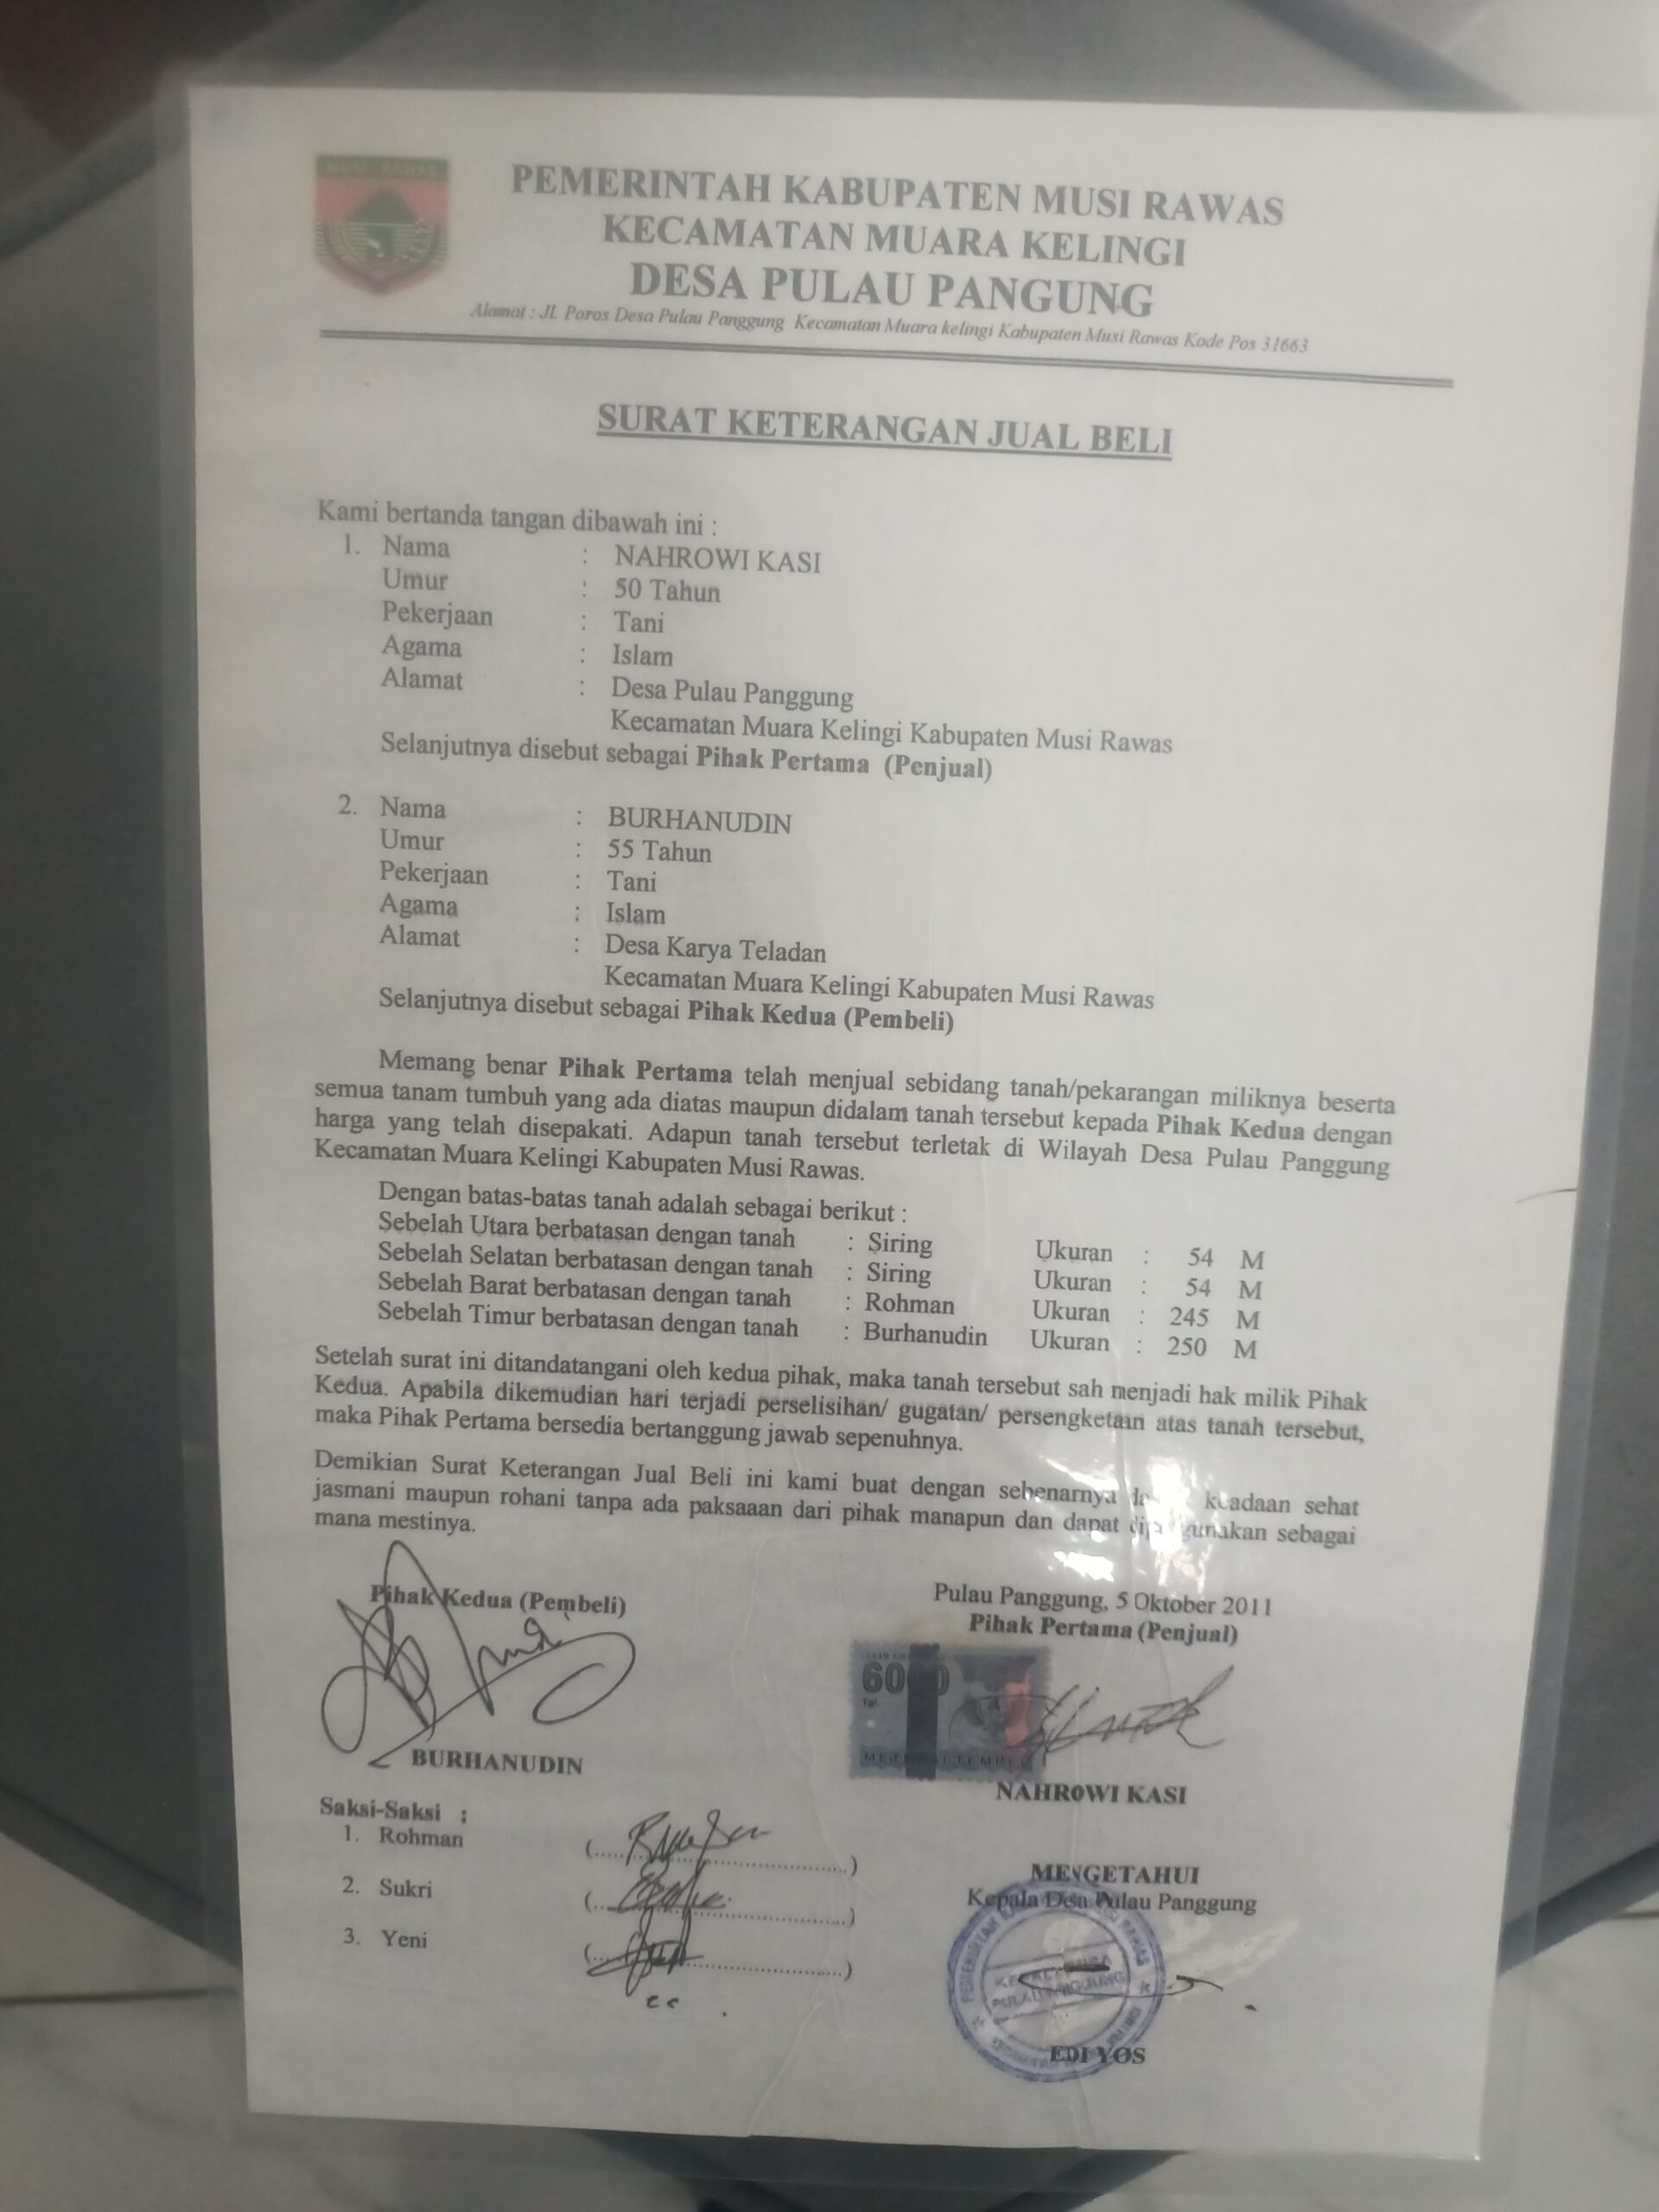 MUSI RAWAS
PEMERINTAH KABUPATEN MUSI RAWAS
KECAMATAN MUARA KELINGI
DESA PULAU PANGUNG
Alamat : Jl. Poros Desa Pulau Panggung Kecamatan Muara kelingi Kabupaten Musi Rawas Kode Pos 31663
SURAT KETERANGAN JUAL BELI
Kami bertanda tangan dibawah ini :
1. Nama : NAHROWI KASI
Umur : 50 Tahun
Pekerjaan : Tani
Agama : Islam
Alamat : Desa Pulau Panggung
Kecamatan Muara Kelingi Kabupaten Musi Rawas
Selanjutnya disebut sebagai Pihak Pertama (Penjual)
2. Nama : BURHANUDIN
Umur : 55 Tahun
Pekerjaan : Tani
Agama : Islam
Alamat : Desa Karya Teladan
Kecamatan Muara Kelingi Kabupaten Musi Rawas
Selanjutnya disebut sebagai Pihak Kedua (Pembeli)
Memang benar Pihak Pertama telah menjual sebidang tanah/pekarangan miliknya beserta
semua tanam tumbuh yang ada diatas maupun didalam tanah tersebut kepada Pihak Kedua dengan
harga yang telah disepakati. Adapun tanah tersebut terletak di Wilayah Desa Pulau Panggung
Kecamatan Muara Kelingi Kabupaten Musi Rawas.
Dengan batas-batas tanah adalah sebagai berikut :
Sebelah Utara berbatasan dengan tanah : Siring Ukuran : 54 M
Sebelah Selatan berbatasan dengan tanah : Siring Ukuran : 54 M
Sebelah Barat berbatasan dengan tanah : Rohman Ukuran : 245 M
Sebelah Timur berbatasan dengan tanah : Burhanudin Ukuran : 250 M
Setelah surat ini ditandatangani oleh kedua pihak, maka tanah tersebut sah menjadi hak milik Pihak
Kedua. Apabila dikemudian hari terjadi perselisihan/ gugatan/ persengketaan atas tanah tersebut,
maka Pihak Pertama bersedia bertanggung jawab sepenuhnya.
Demikian Surat Keterangan Jual Beli ini kami buat dengan sebenarnya keadaan sehat
jasmani maupun rohani tanpa ada paksaaan dari pihak manapun dan dapat sebagai
mana mestinya.
Pulau Panggung, 5 Oktober 2011
Pihak Kedua (Pembeli) Pihak Pertama (Penjual)
6000
BURHANUDIN NAHROWI KASI
Saksi-Saksi :
1. Rohman (..............................)
2. Sukri (..............................)
3. Yeni (..............................)
MENGETAHUI
Kepala Desa Pulau Panggung
EDI YOS